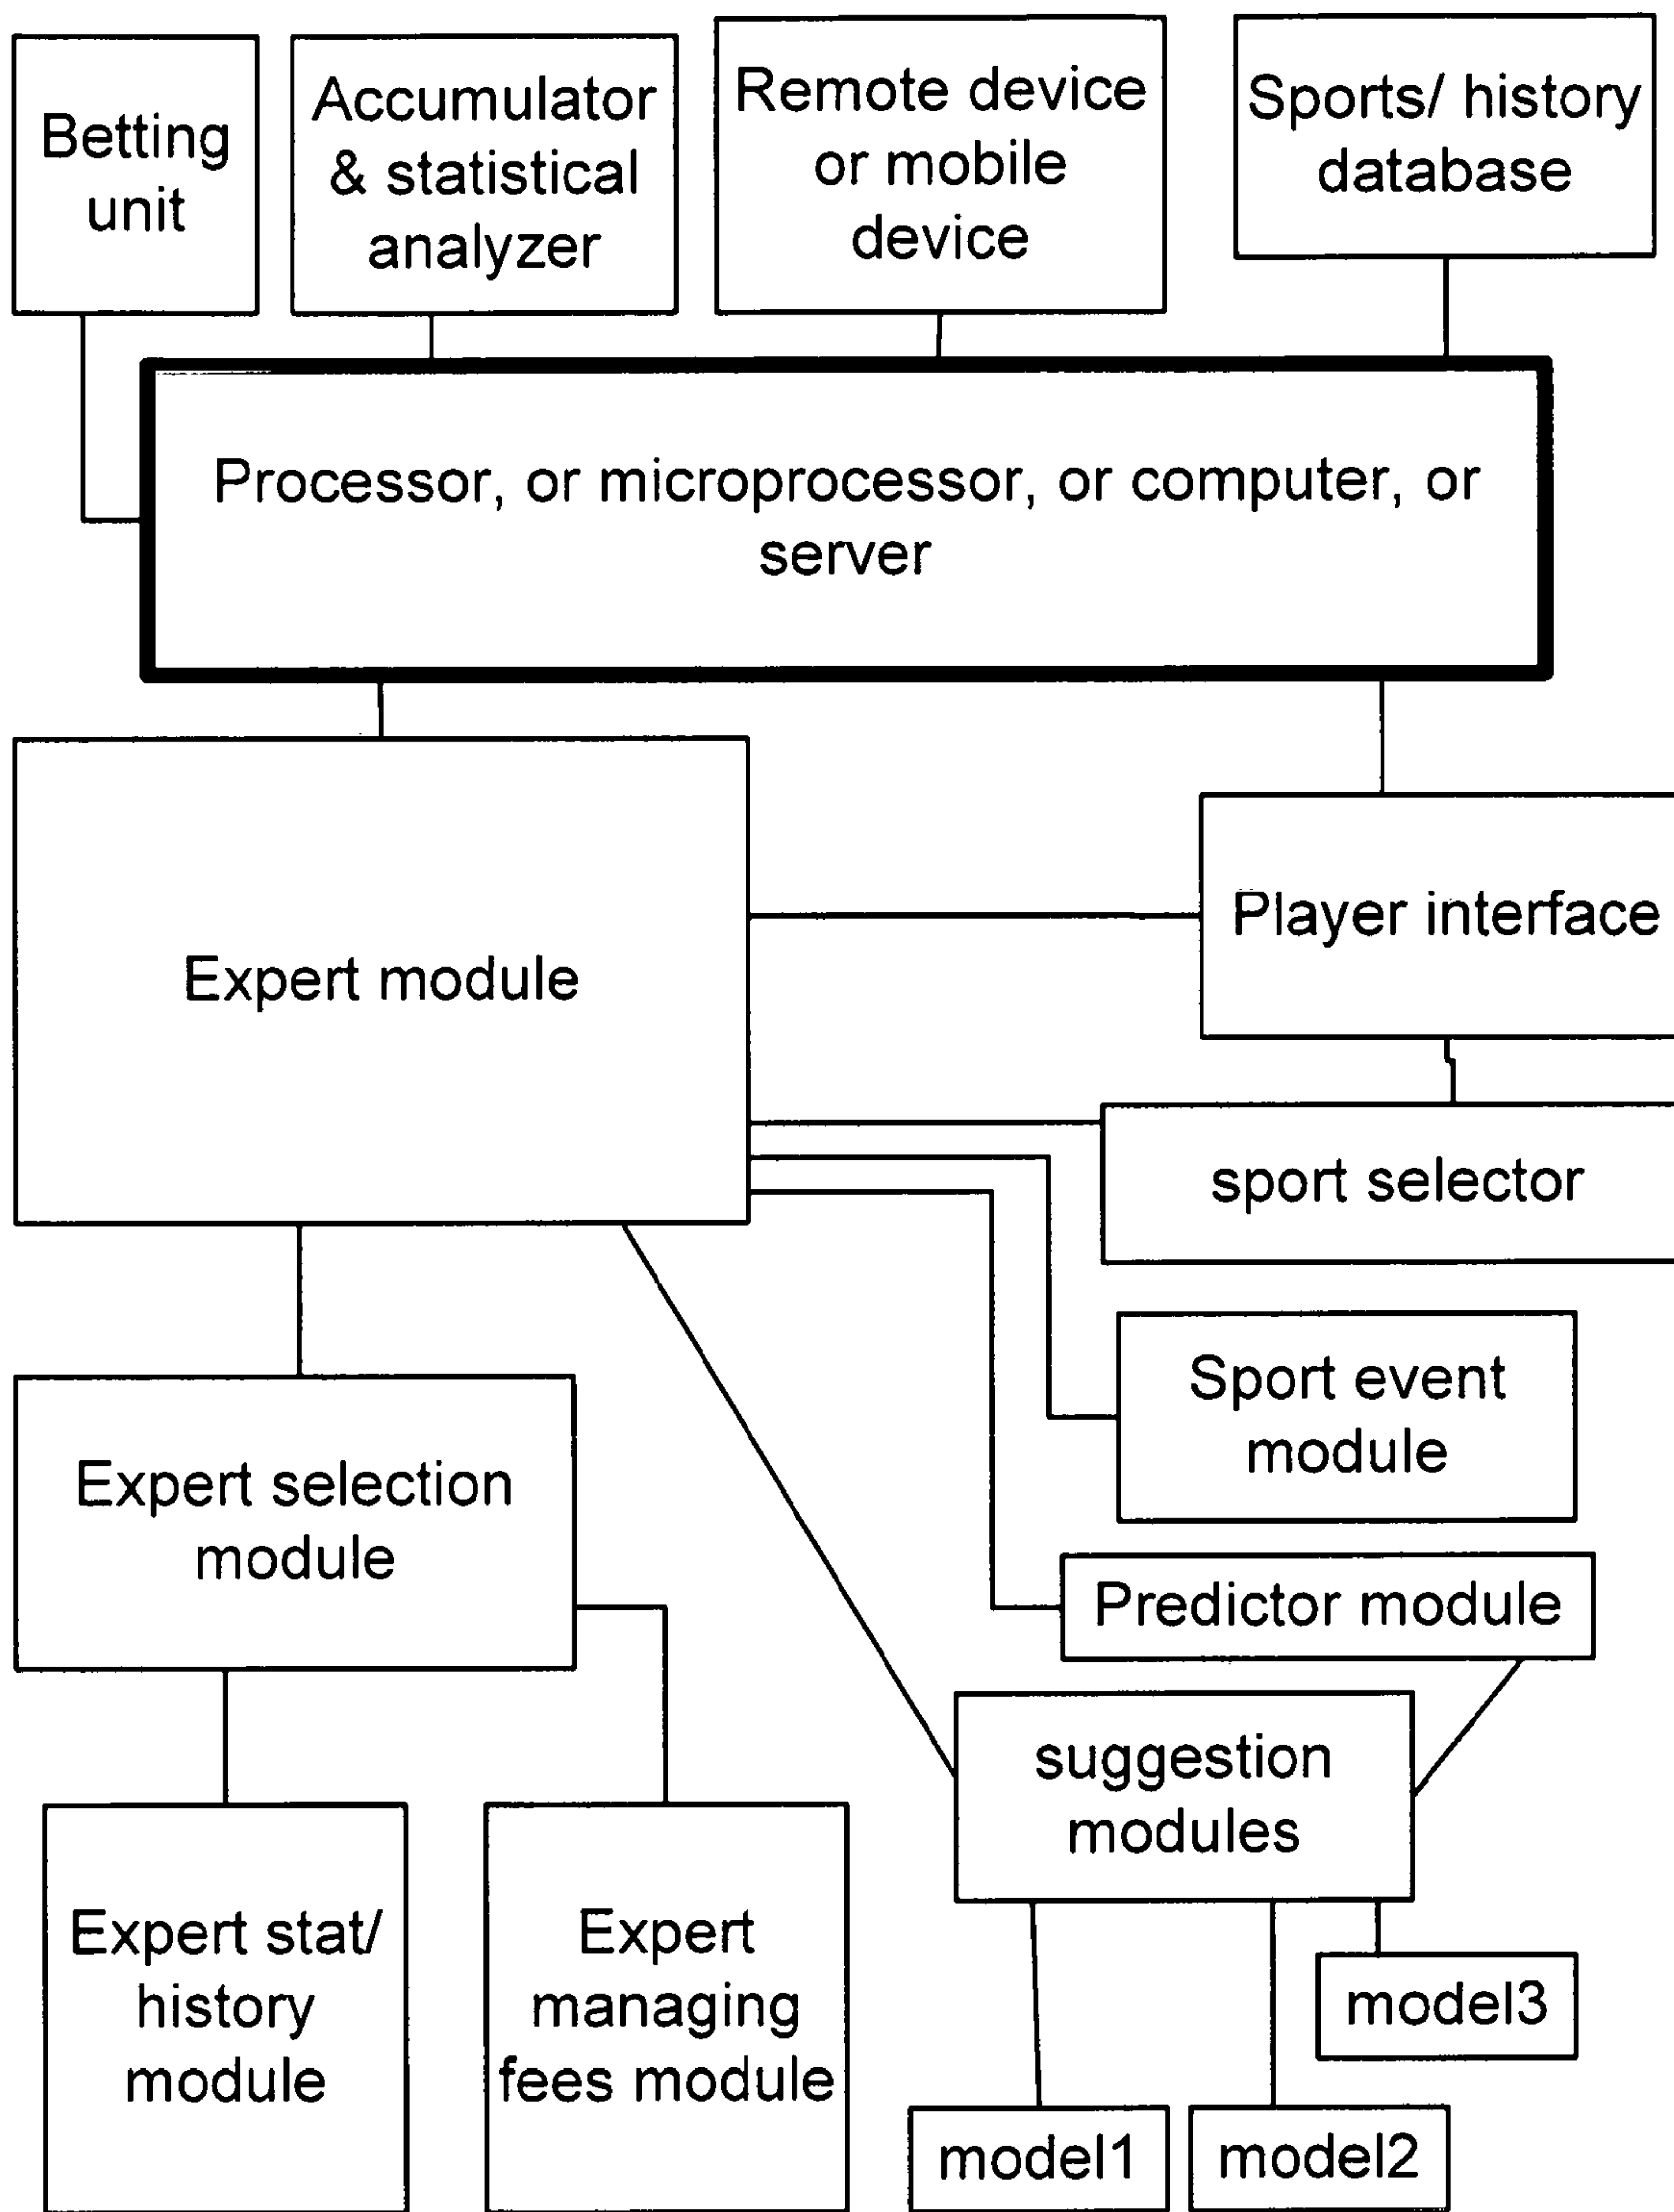 Betting
unit
Accumulator
& statistical
analyzer
Remote device
or mobile
device
Sports/ history
database
Processor, or microprocessor, or computer, or
server
Expert module
Player interface
sport selector
Sport event
module
Expert selection
module
Predictor module
suggestion
modules
Expert stat/
history
module
Expert
managing
fees module
model3
model1
model2